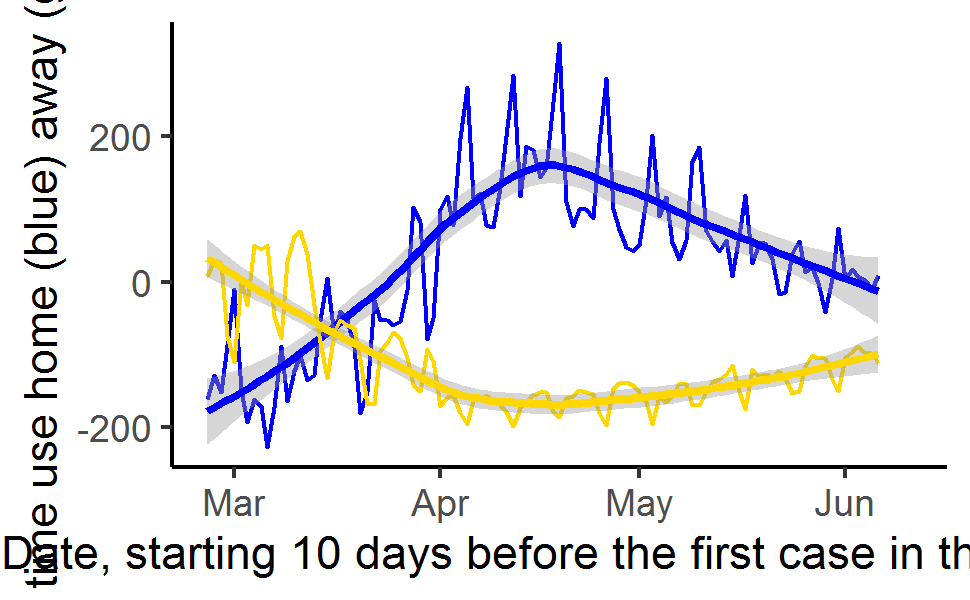 time use home (blue) away (
200
0
-200
Mar Apr May Jun
Date, starting 10 days before the first case in th